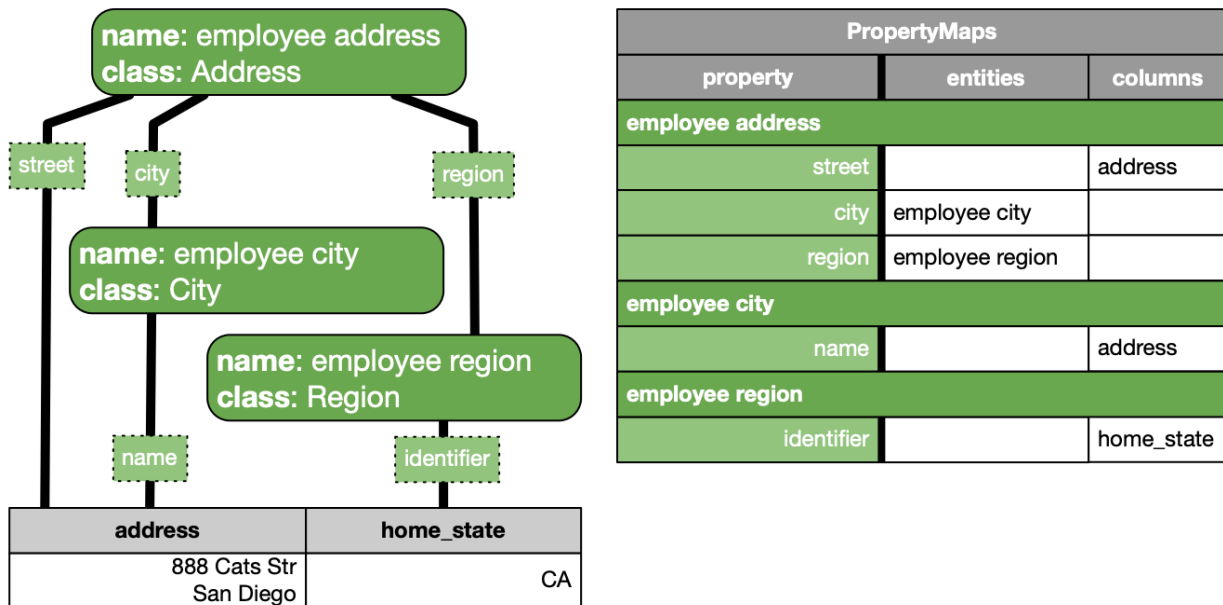 name: employee address
class: Address
street
city
region
name: employee city
class: City
name: employee region
class: Region
name
identifier
address home_state
888 Cats Str
San Diego
CA
PropertyMaps
property entities columns
employee address
street address
city employee city
region employee region
employee city
name address
employee region
identifier home_state